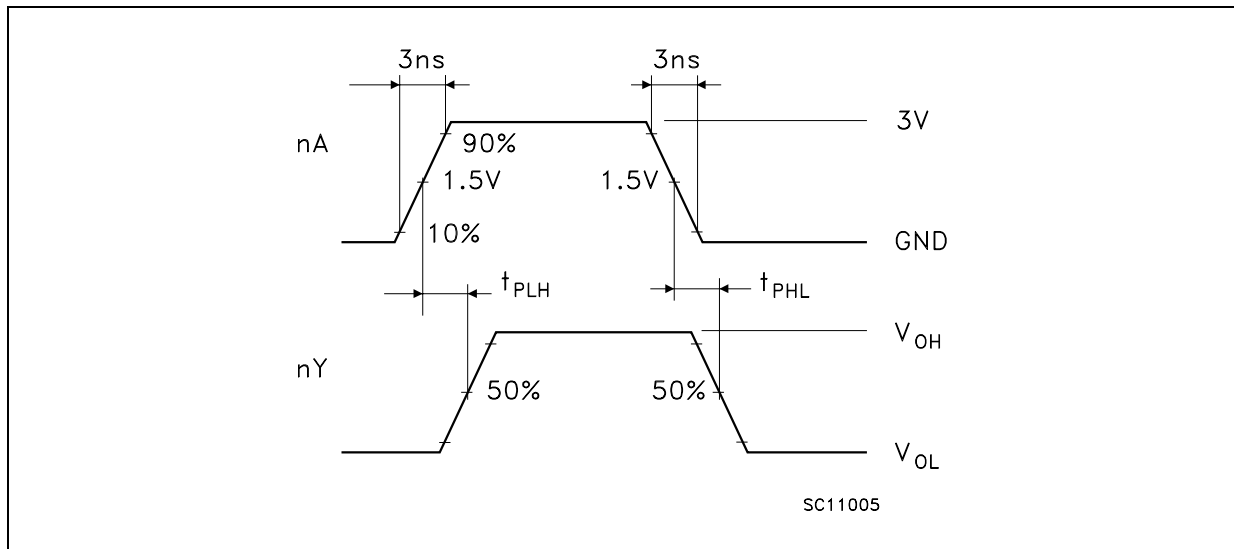 3ns 3ns
3V
nA
90%
1.5V 1.5V
10%
GND
tPLH tPHL
VOH
nY
50% 50%
VOL
SC11005